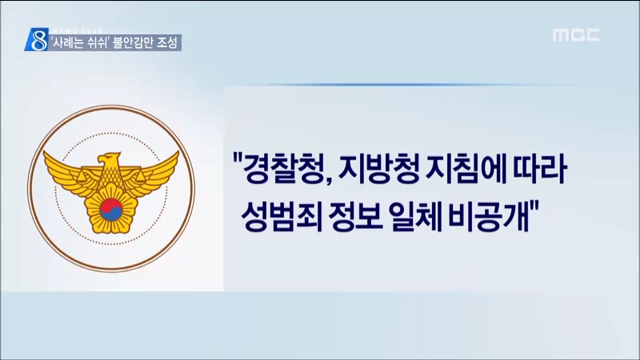 8 '사례는 쉬쉬' 불안감만 조성
MBC
"경찰청, 지방청 지침에 따라
성범죄 정보 일체 비공개"